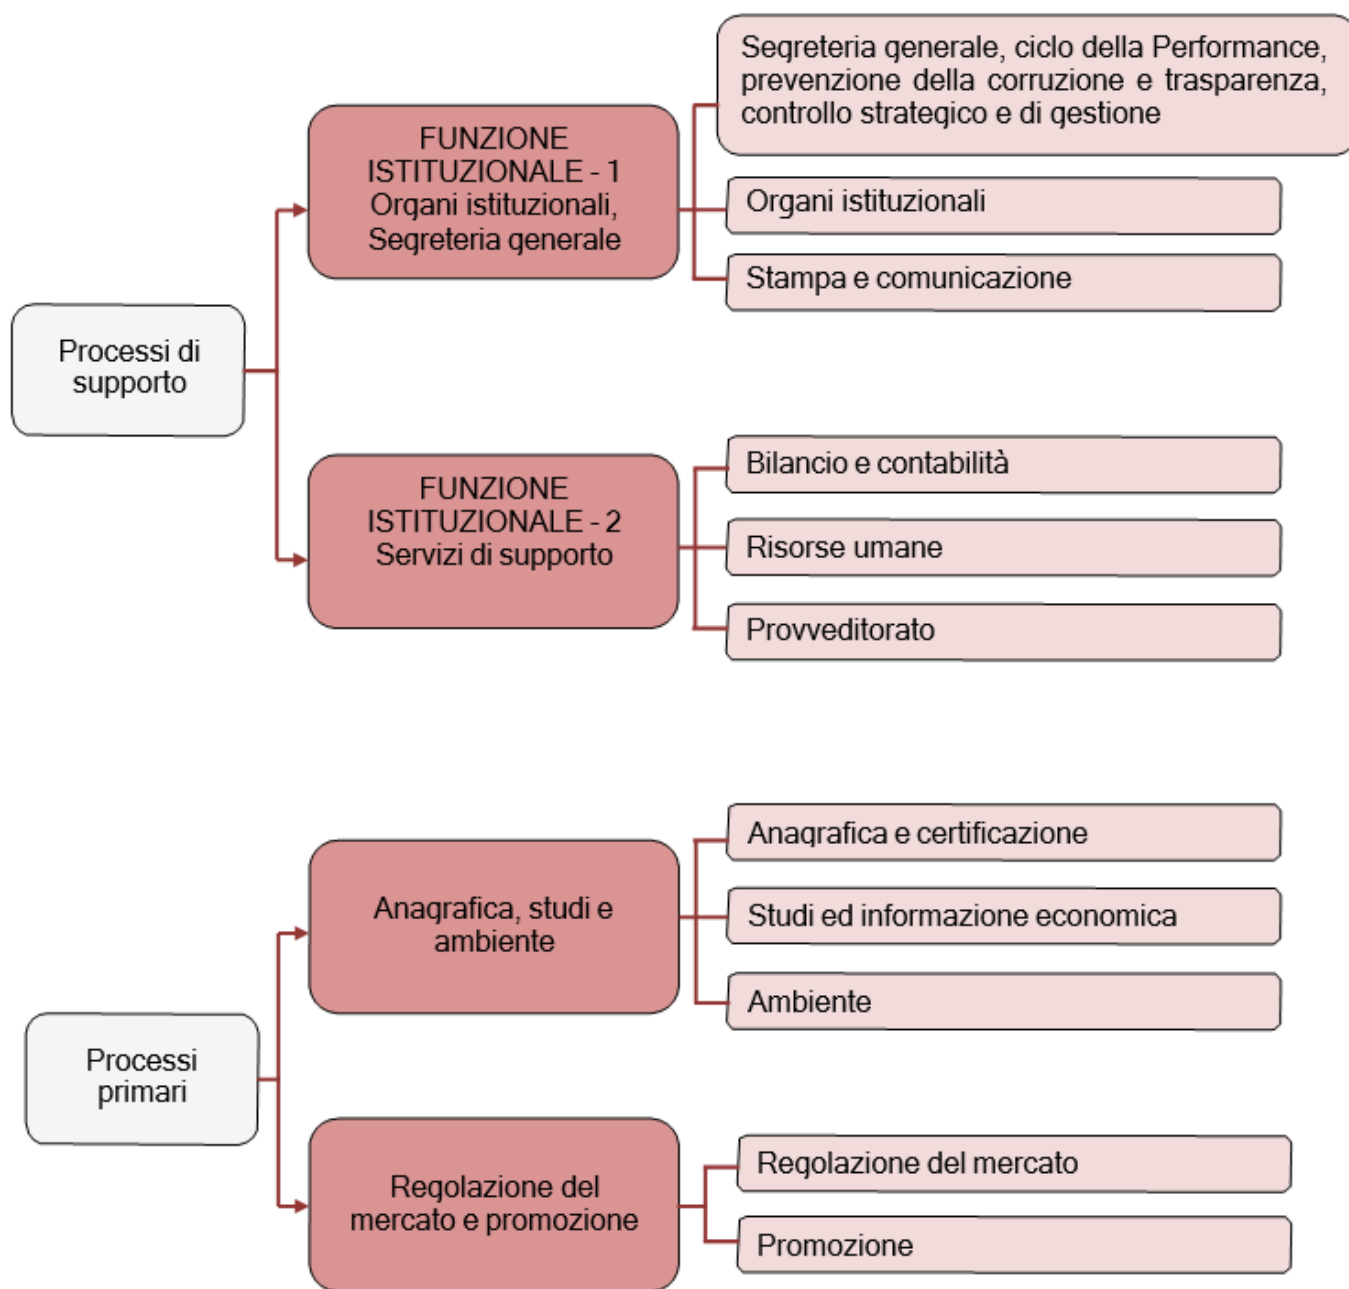 Segreteria generale, ciclo della Performance,
prevenzione della corruzione e trasparenza,
controllo strategico e di gestione
FUNZIONE
ISTITUZIONALE - 1
Organi istituzionali,
Segreteria generale
Organi istituzionali
Stampa e comunicazione
Processi di
supporto
Bilancio e contabilità
FUNZIONE
ISTITUZIONALE - 2
Servizi di supporto
Risorse umane
Provveditorato
Anagrafica e certificazione
Anagrafica, studi e
ambiente
Studi ed informazione economica
Ambiente
Processi
primari
Regolazione del mercato
Regolazione del
mercato e promozione
Promozione